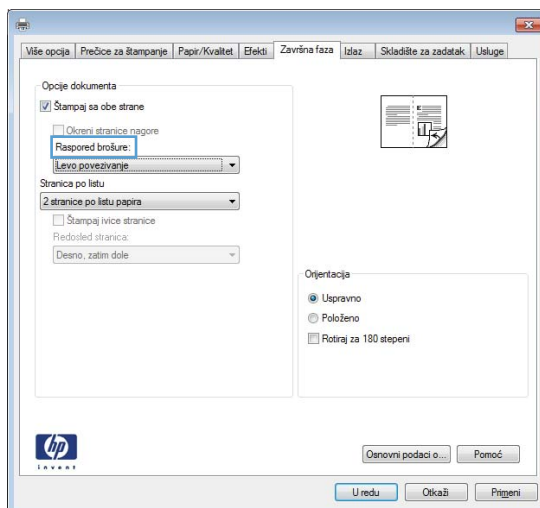 Više opcija Prečice za štampanje Papir/Kvalitet Efekti Završna faza Izlaz Skladište za zadatak Usluge
Opcije dokumenta
Štampaj sa obe strane
Okreni stranice nagore
Raspored brošure:
Levo povezivanje
Stranica po listu
2 stranice po listu papira
Štampaj ivice stranice
Redosled stranica:
Desno, zatim dole
Orijentacija
Uspravno
Položeno
Rotiraj za 180 stepeni
hp
invent
Osnovni podaci o... Pomoć
U redu Otkaži Primeni